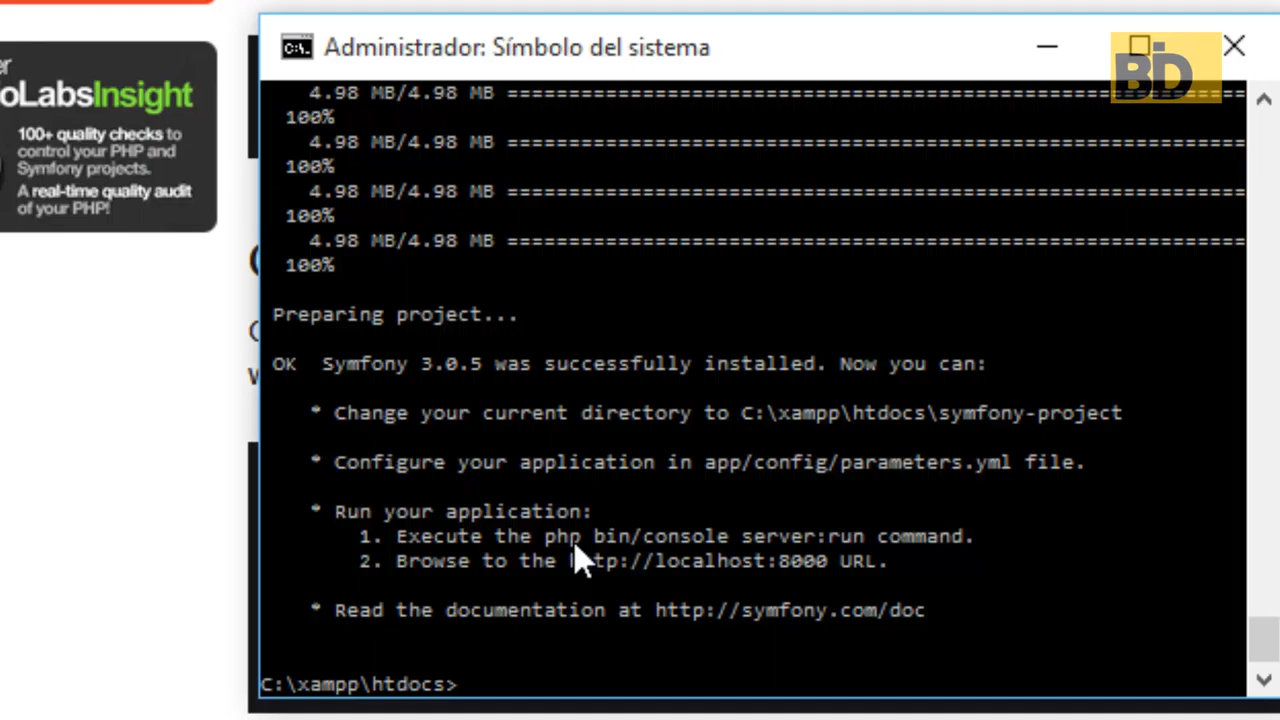 oLabsInsight
100+ quality checks to
control your PHP and
Symfony projects.
A real-time quality audit
of your PHP!
Administrador: Símbolo del sistema
BD
4.98 MB/4.98 MB ============================================================
100%
4.98 MB/4.98 MB ============================================================
100%
4.98 MB/4.98 MB ============================================================
100%
4.98 MB/4.98 MB ============================================================
100%
Preparing project...
OK  Symfony 3.0.5 was successfully installed. Now you can:
* Change your current directory to C:\xampp\htdocs\symfony-project
* Configure your application in app/config/parameters.yml file.
* Run your application:
1. Execute the php bin/console server:run command.
2. Browse to the http://localhost:8000 URL.
* Read the documentation at http://symfony.com/doc
C:\xampp\htdocs>